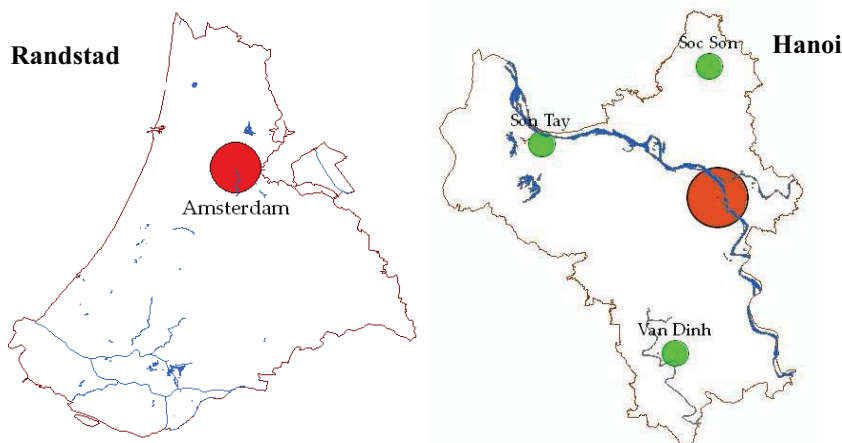 Randstad
Amsterdam
Hanoi
Soc Son
Son Tay
Van Dinh